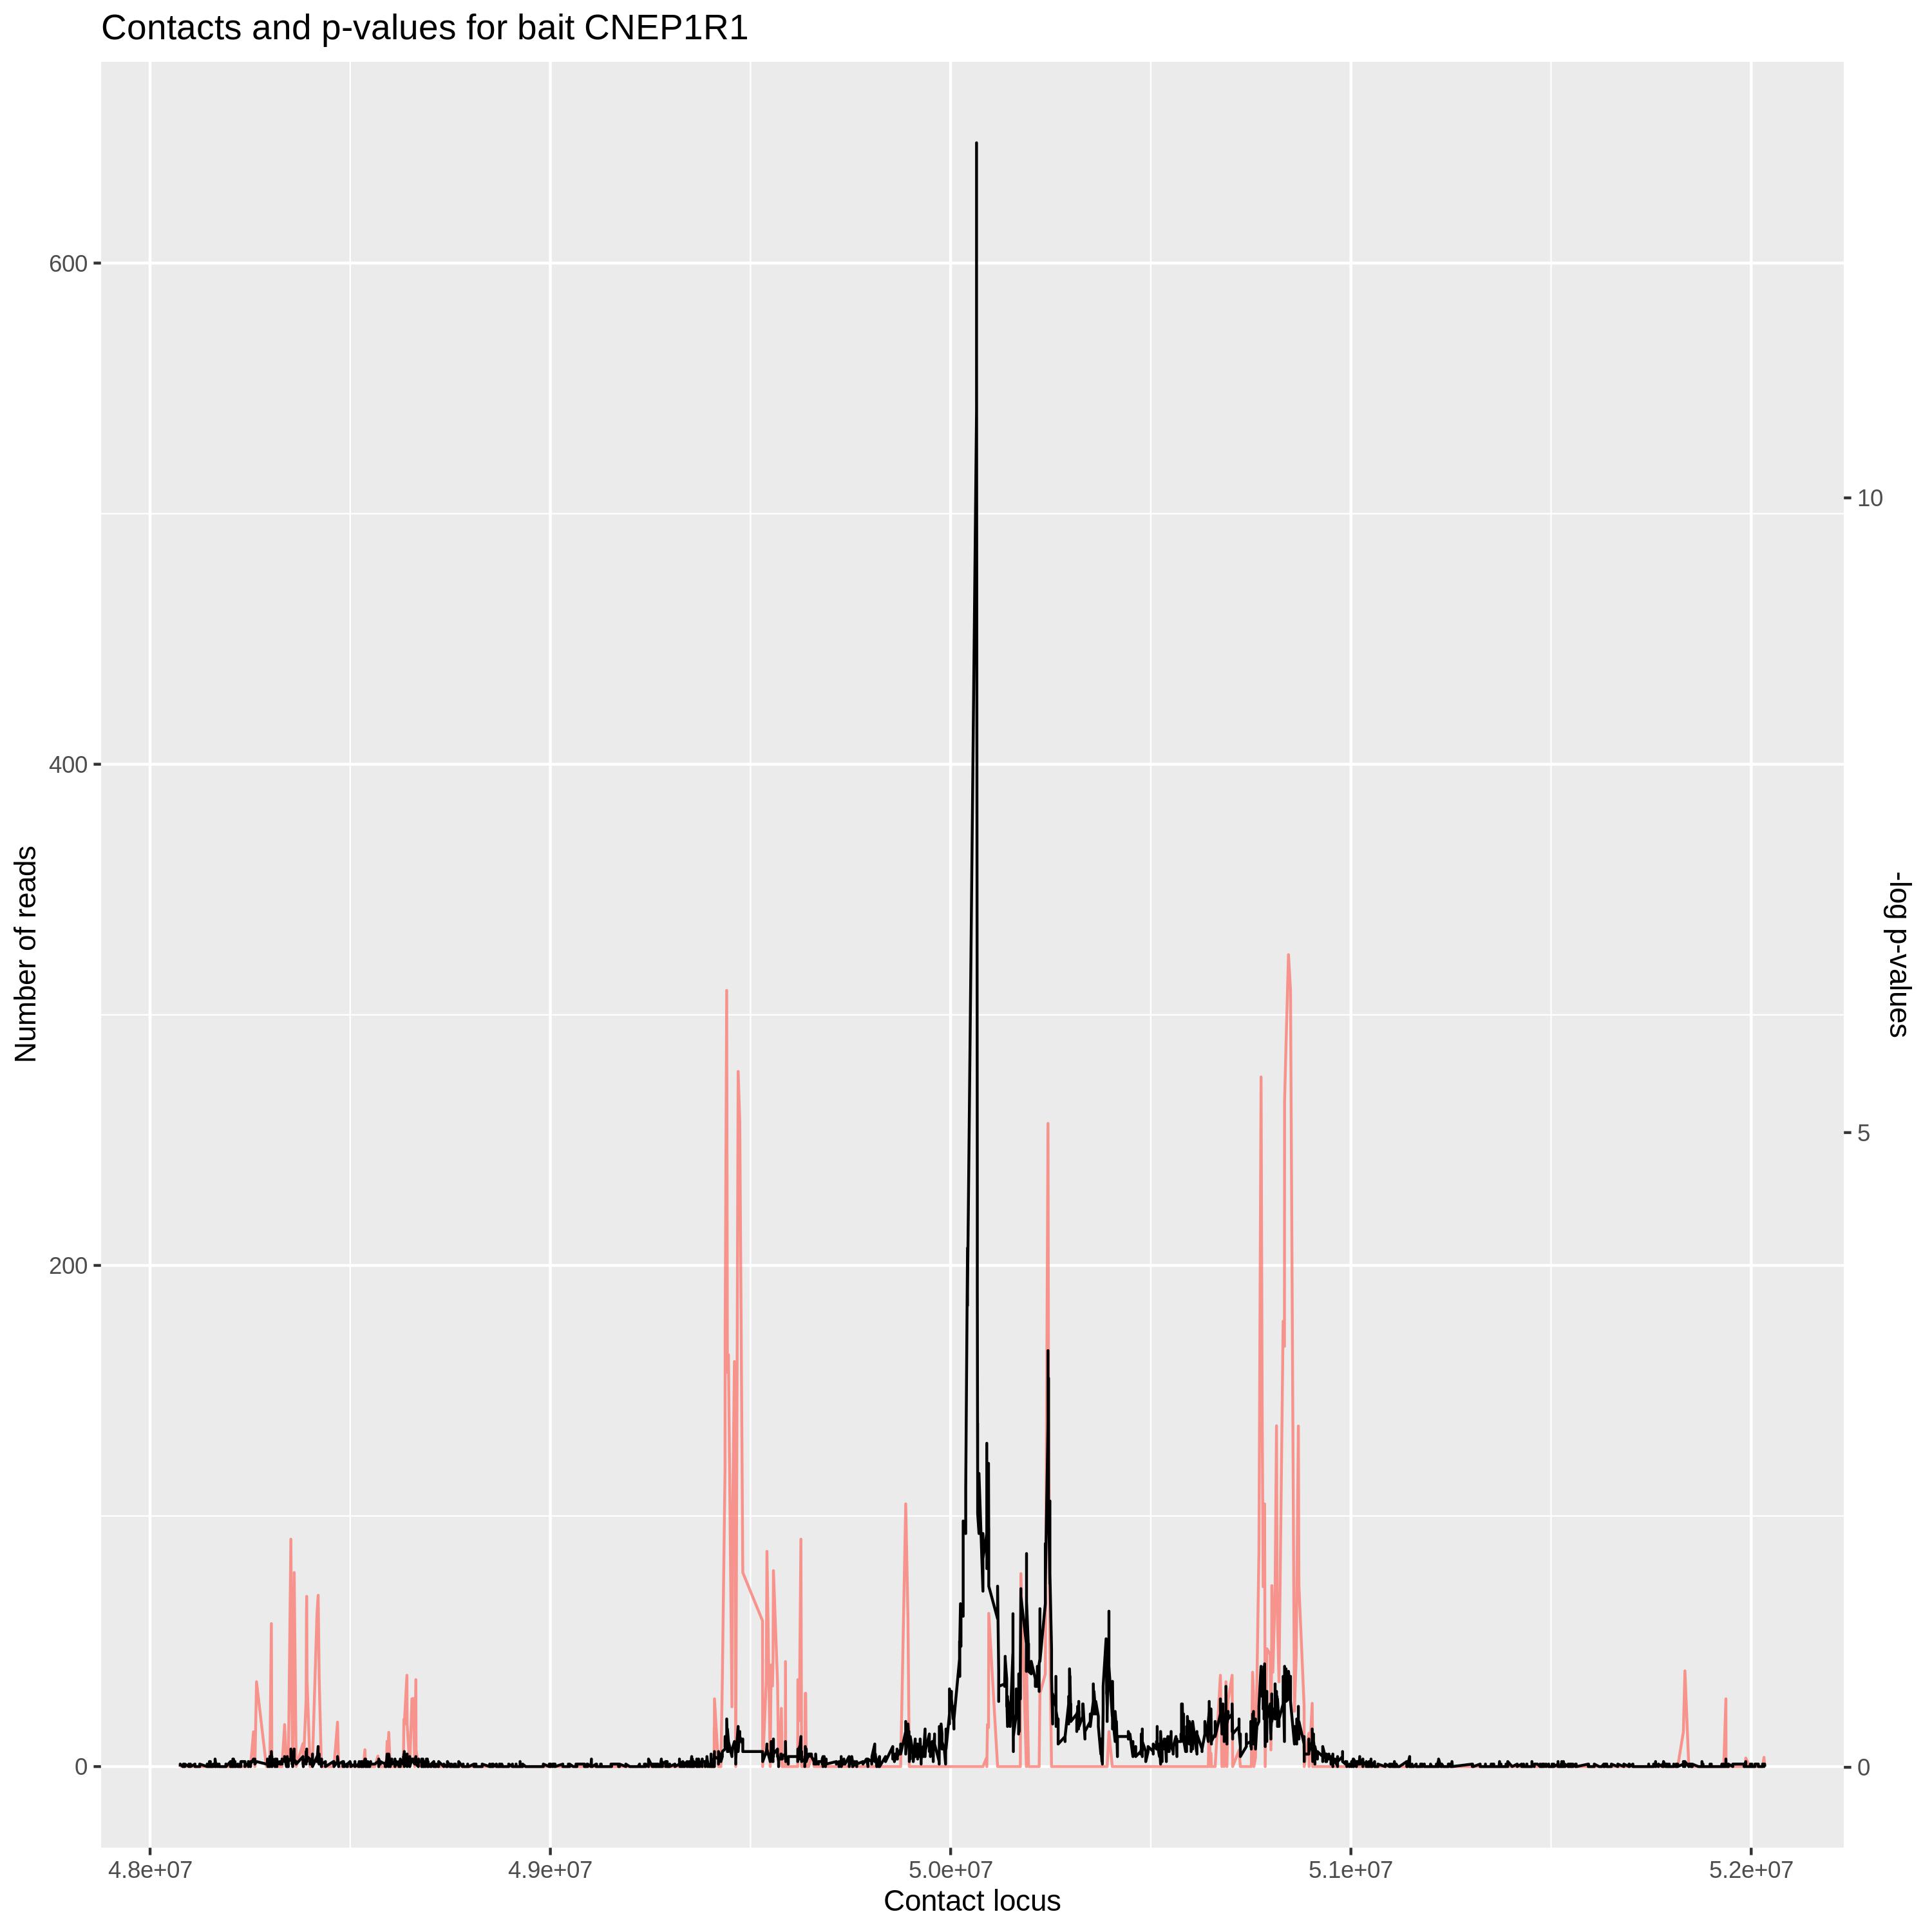 Contacts and p-values for bait CNEP1R1
600
400
200
0
Number of reads
10
5
0
-log p-values
4.8e+07
4.9e+07
5.0e+07
5.1e+07
5.2e+07
Contact locus